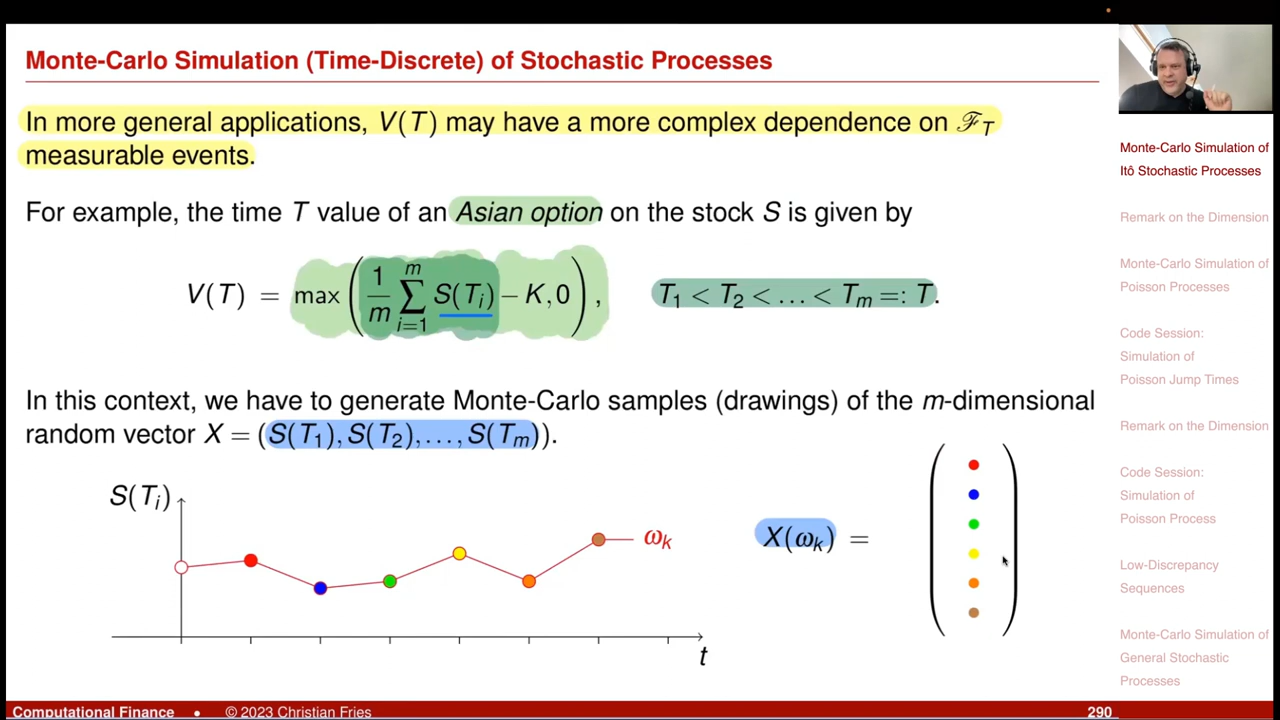 Monte-Carlo Simulation (Time-Discrete) of Stochastic Processes
In more general applications, V(T) may have a more complex dependence on ℱ_T
measurable events.
For example, the time T value of an Asian option on the stock S is given by
V(T) = max ( 1/m ∑_{i=1}^{m} S(T_i) − K, 0 ) , T_1 < T_2 < … < T_m =: T.
In this context, we have to generate Monte-Carlo samples (drawings) of the m-dimensional
random vector X = (S(T_1), S(T_2), …, S(T_m)).
S(T_i)
ω_k
X(ω_k) =
t
Monte-Carlo Simulation of
Itô Stochastic Processes
Remark on the Dimension
Monte-Carlo Simulation of
Poisson Processes
Code Session:
Simulation of
Poisson Jump Times
Remark on the Dimension
Code Session:
Simulation of
Poisson Process
Low-Discrepancy
Sequences
Monte-Carlo Simulation of
General Stochastic
Processes
Computational Finance • © 2023 Christian Fries 290